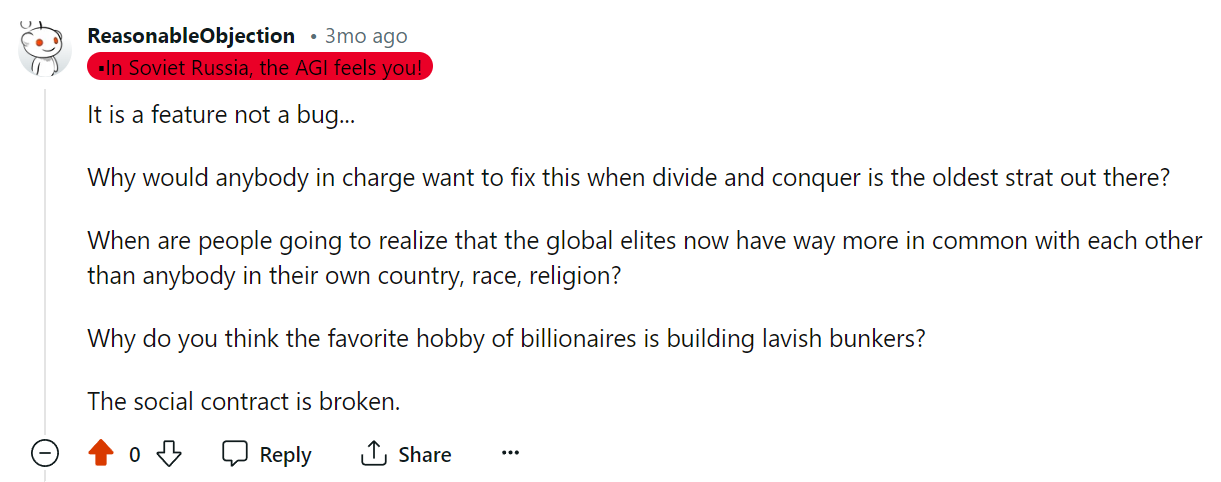 ReasonableObjection • 3mo ago
▪In Soviet Russia, the AGI feels you!
It is a feature not a bug...
Why would anybody in charge want to fix this when divide and conquer is the oldest strat out there?
When are people going to realize that the global elites now have way more in common with each other
than anybody in their own country, race, religion?
Why do you think the favorite hobby of billionaires is building lavish bunkers?
The social contract is broken.
0 Reply Share ...